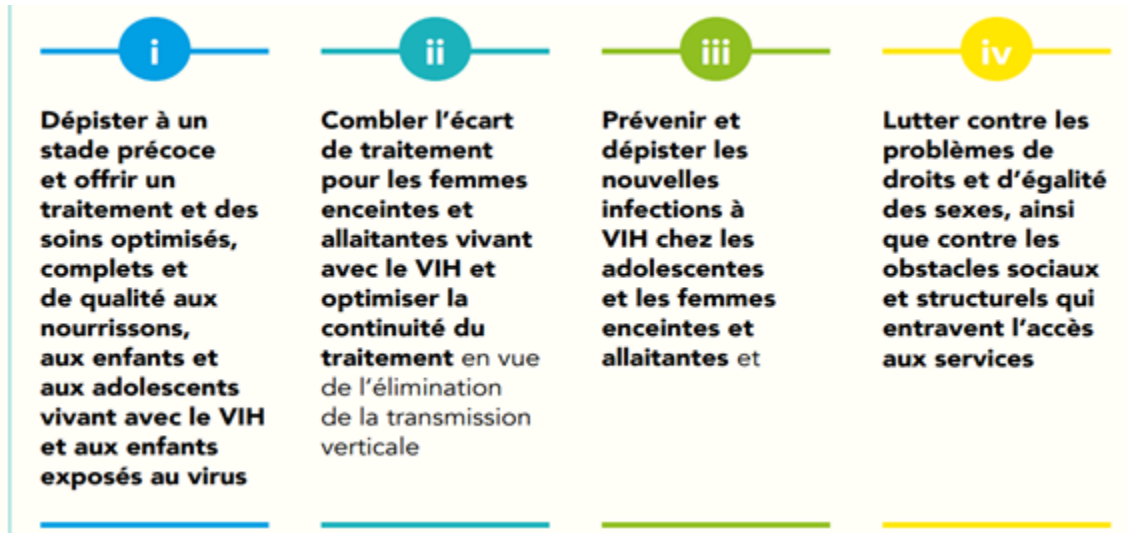 i
Dépister à un
stade précoce
et offrir un
traitement et des
soins optimisés,
complets et
de qualité aux
nourrissons,
aux enfants et
aux adolescents
vivant avec le VIH
et aux enfants
exposés au virus
ii
Combler l’écart
de traitement
pour les femmes
enceintes et
allaitantes vivant
avec le VIH et
optimiser la
continuité du
traitement en vue
de l’élimination
de la transmission
verticale
iii
Prévenir et
dépister les
nouvelles
infections à
VIH chez les
adolescentes
et les femmes
enceintes et
allaitantes et
iv
Lutter contre les
problèmes de
droits et d’égalité
des sexes, ainsi
que contre les
obstacles sociaux
et structurels qui
entravent l’accès
aux services